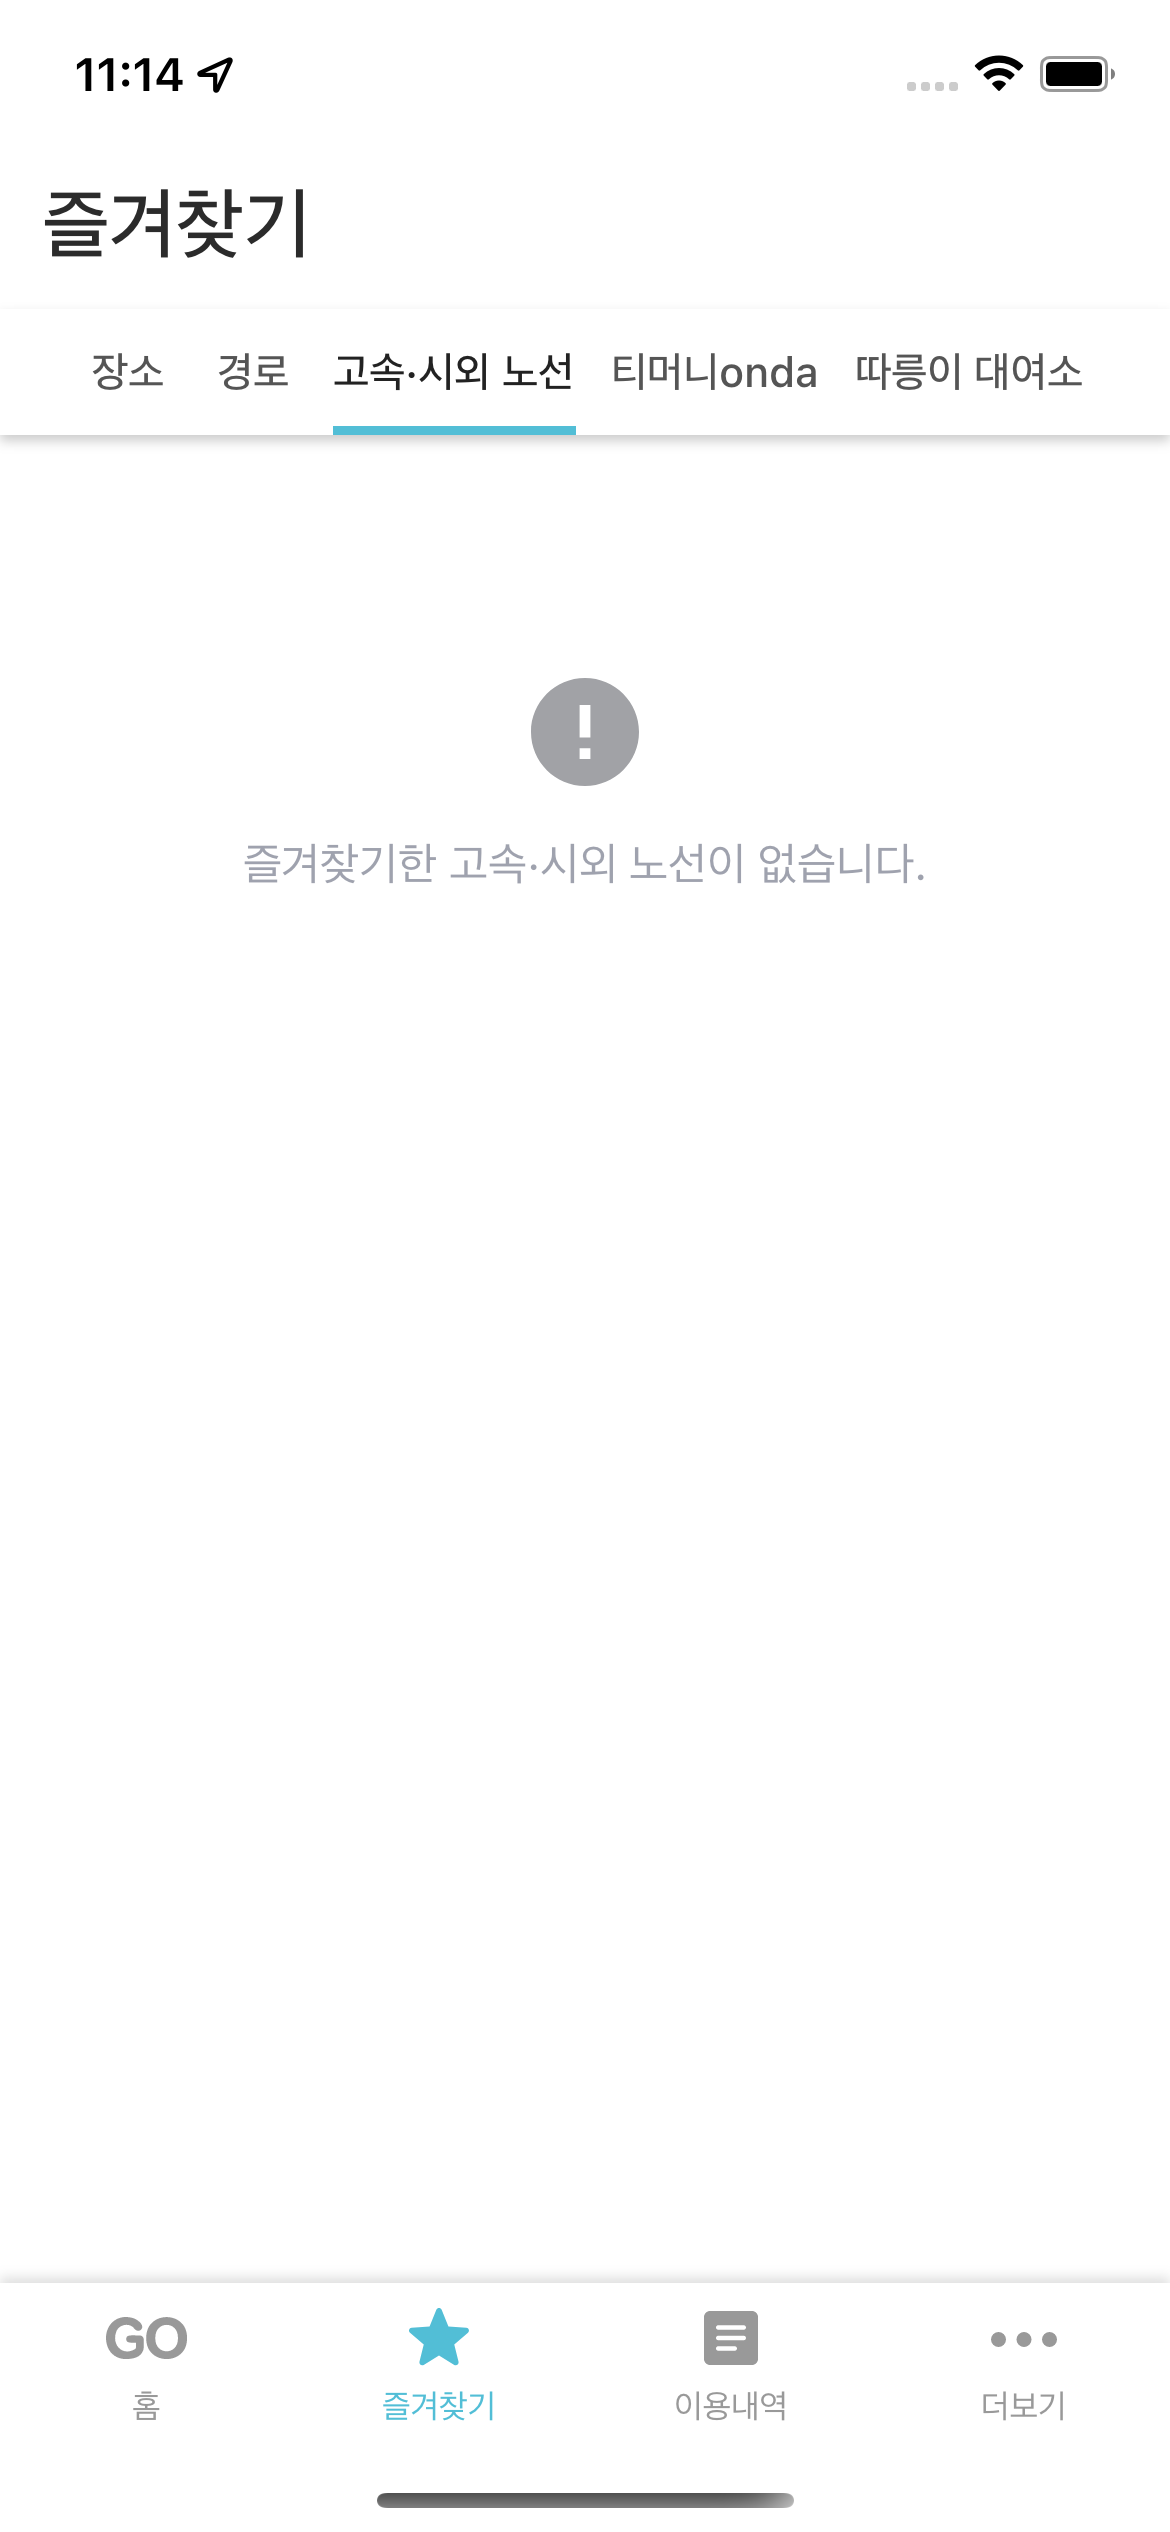 11:14
즐겨찾기
장소 경로 고속·시외 노선 티머니onda 따릉이 대여소
즐겨찾기한 고속·시외 노선이 없습니다.
GO
홈 즐겨찾기 이용내역 더보기